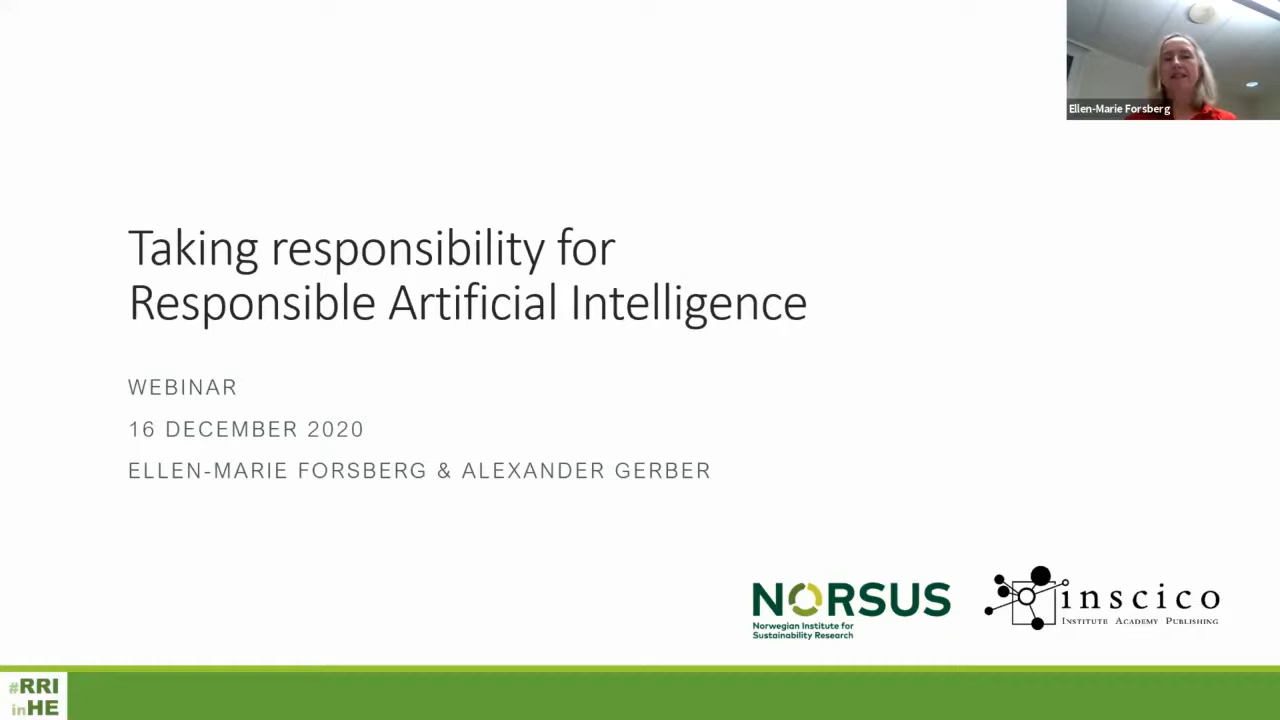 Ellen-Marie Forsberg
Taking responsibility for
Responsible Artificial Intelligence
WEBINAR
16 DECEMBER 2020
ELLEN-MARIE FORSBERG & ALEXANDER GERBER
NORSUS
Norwegian Institute for
Sustainability Research
inscico
INSTITUTE ACADEMY PUBLISHING
#RRI
inHE